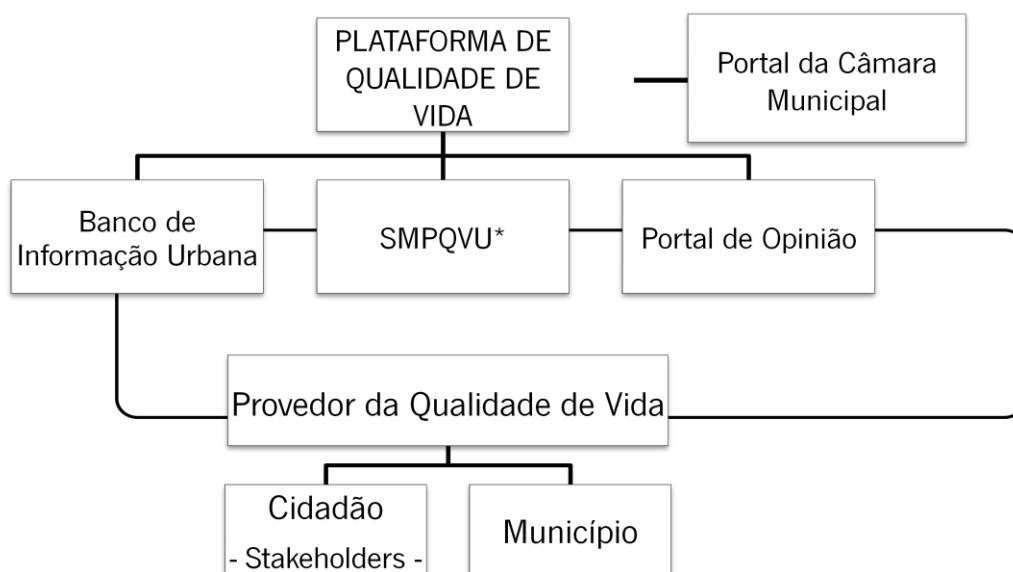 PLATAFORMA DE
QUALIDADE DE
VIDA
Portal da Câmara
Municipal
Banco de
Informação Urbana
SMPQVU*
Portal de Opinião
Provedor da Qualidade de Vida
Cidadão
- Stakeholders -
Município